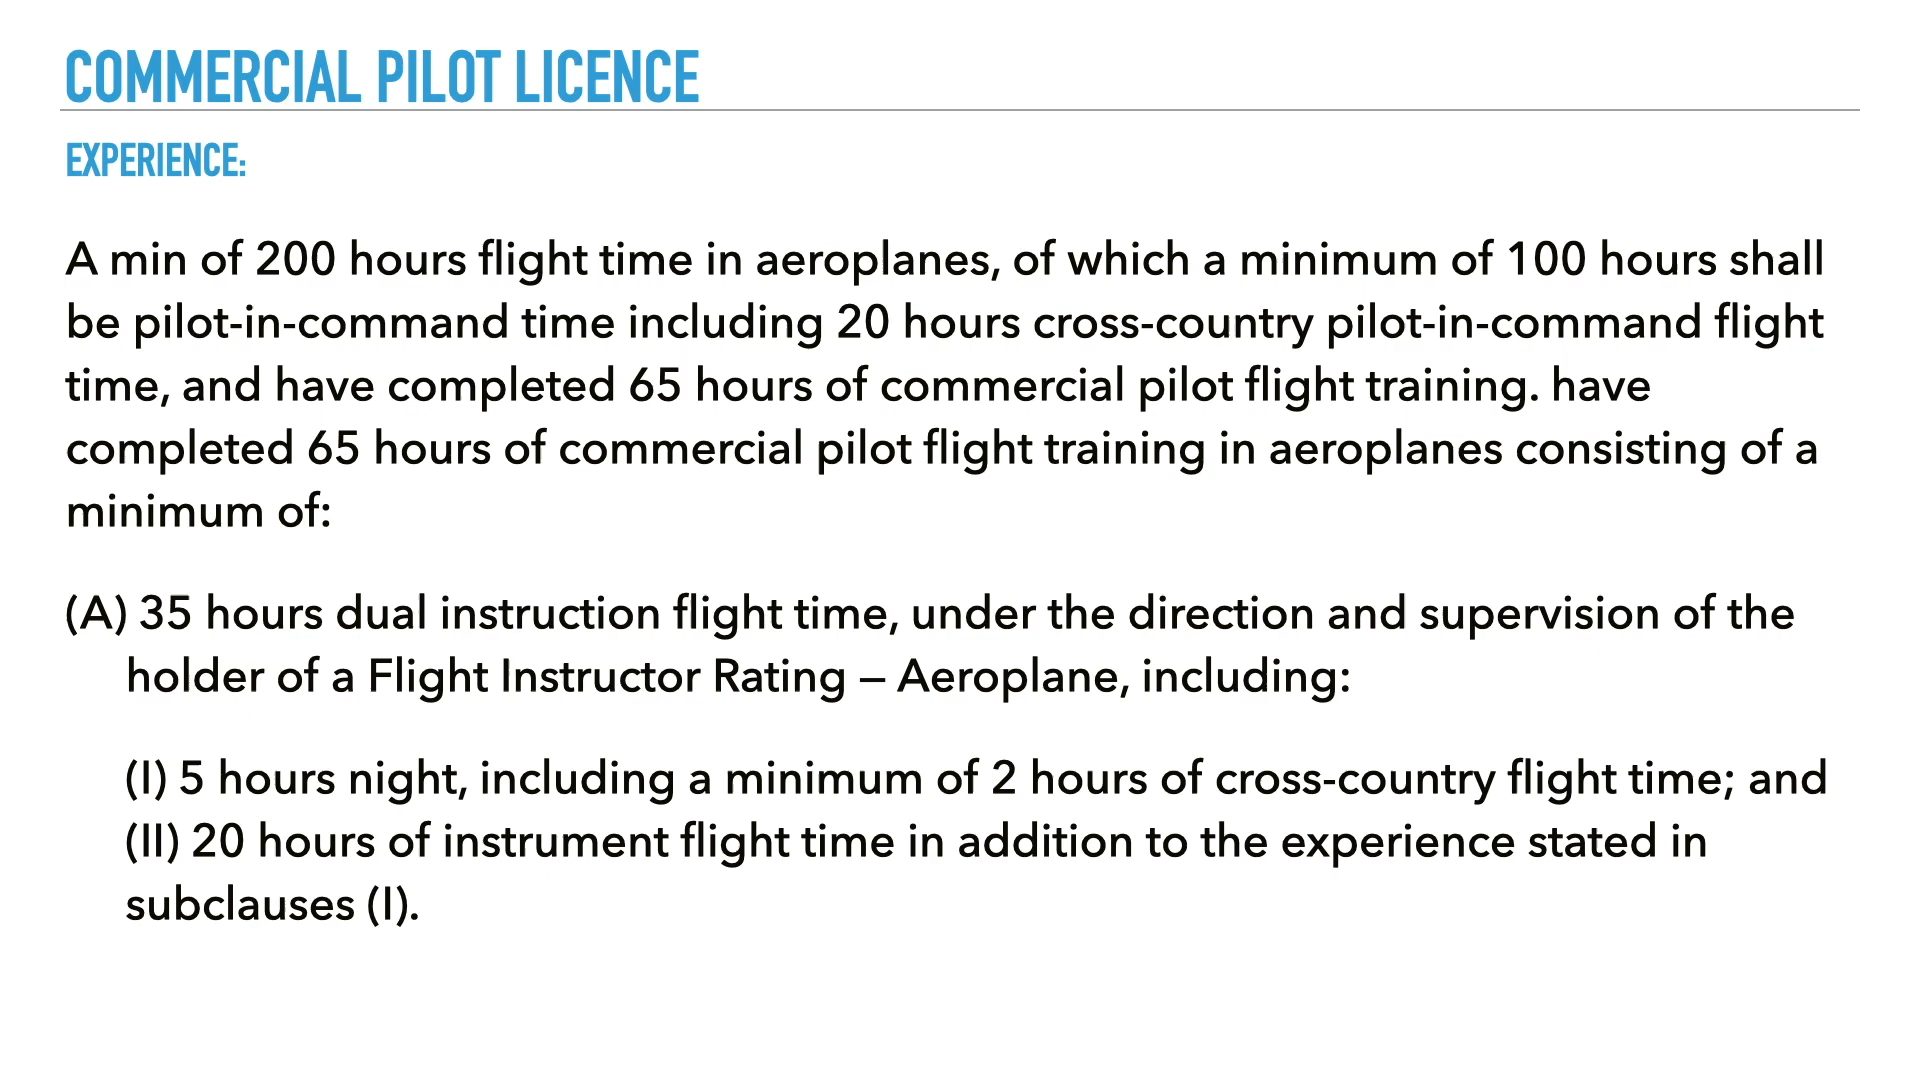 COMMERCIAL PILOT LICENCE
EXPERIENCE:
A min of 200 hours flight time in aeroplanes, of which a minimum of 100 hours shall
be pilot-in-command time including 20 hours cross-country pilot-in-command flight
time, and have completed 65 hours of commercial pilot flight training. have
completed 65 hours of commercial pilot flight training in aeroplanes consisting of a
minimum of:
(A) 35 hours dual instruction flight time, under the direction and supervision of the
holder of a Flight Instructor Rating — Aeroplane, including:
(I) 5 hours night, including a minimum of 2 hours of cross-country flight time; and
(II) 20 hours of instrument flight time in addition to the experience stated in
subclauses (I).